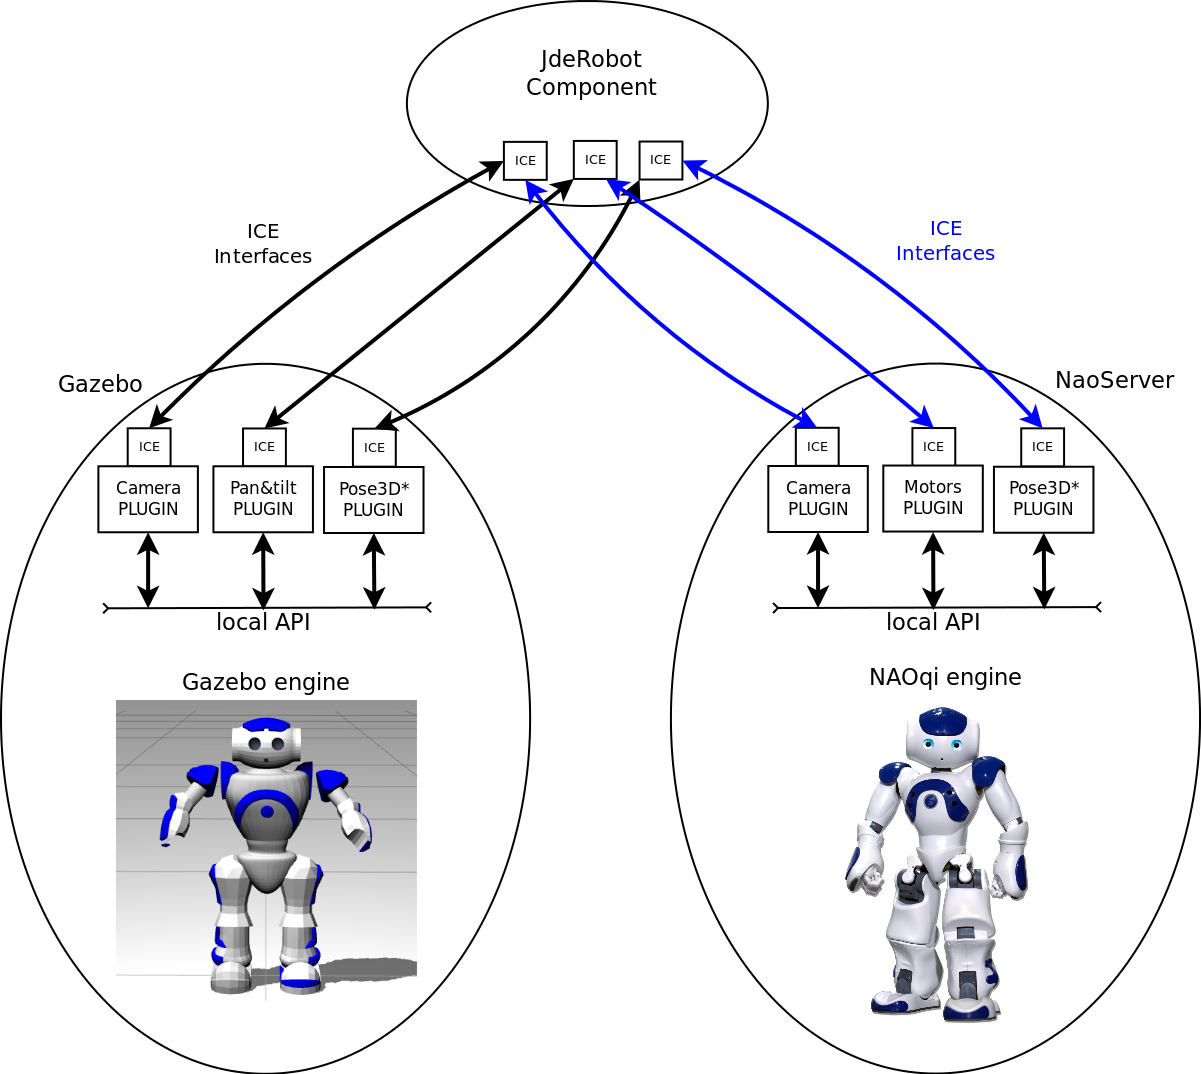 JdeRobot
Component
ICE
ICE
ICE
ICE
Interfaces
ICE
Interfaces
Gazebo
NaoServer
ICE
ICE
ICE
Camera
PLUGIN
Pan&tilt
PLUGIN
Pose3D*
PLUGIN
local API
Gazebo engine
ICE
ICE
ICE
Camera
PLUGIN
Motors
PLUGIN
Pose3D*
PLUGIN
local API
NAOqi engine